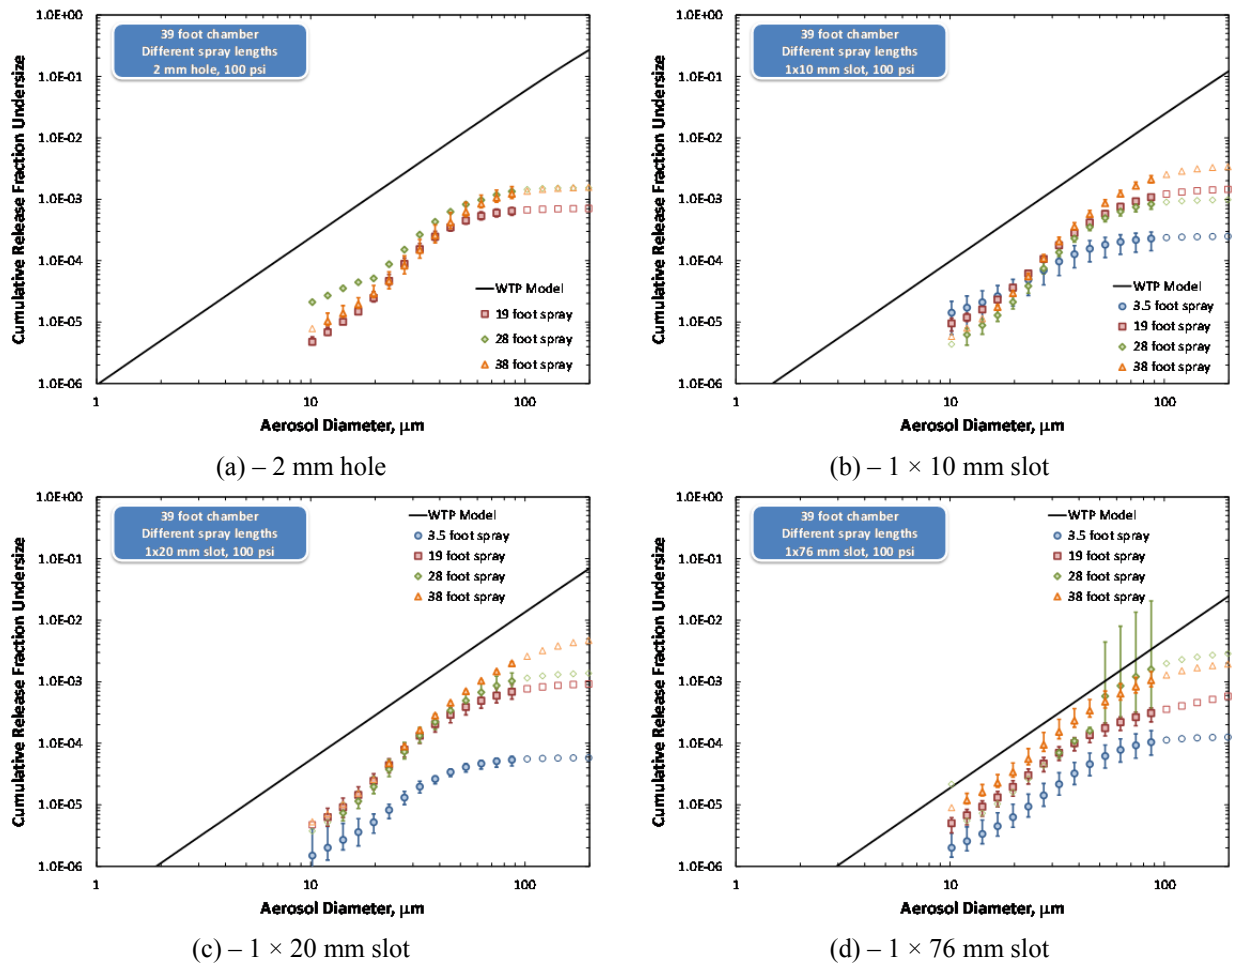 39 foot chamber
Different spray lengths
2 mm hole, 100 psi
Cumulative Release Fraction Undersize
1.0E+00
1.0E-01
1.0E-02
1.0E-03
1.0E-04
1.0E-05
1.0E-06
WTP Model
19 foot spray
28 foot spray
38 foot spray
1
10
100
Aerosol Diameter, μm
(a) – 2 mm hole
39 foot chamber
Different spray lengths
1x10 mm slot, 100 psi
Cumulative Release Fraction Undersize
1.0E+00
1.0E-01
1.0E-02
1.0E-03
1.0E-04
1.0E-05
1.0E-06
WTP Model
3.5 foot spray
19 foot spray
28 foot spray
38 foot spray
1
10
100
Aerosol Diameter, μm
(b) – 1 × 10 mm slot
39 foot chamber
Different spray lengths
1x20 mm slot, 100 psi
Cumulative Release Fraction Undersize
1.0E+00
1.0E-01
1.0E-02
1.0E-03
1.0E-04
1.0E-05
1.0E-06
WTP Model
3.5 foot spray
19 foot spray
28 foot spray
38 foot spray
1
10
100
Aerosol Diameter, μm
(c) – 1 × 20 mm slot
39 foot chamber
Different spray lengths
1x76 mm slot, 100 psi
Cumulative Release Fraction Undersize
1.0E+00
1.0E-01
1.0E-02
1.0E-03
1.0E-04
1.0E-05
1.0E-06
WTP Model
3.5 foot spray
19 foot spray
28 foot spray
38 foot spray
1
10
100
Aerosol Diameter, μm
(d) – 1 × 76 mm slot